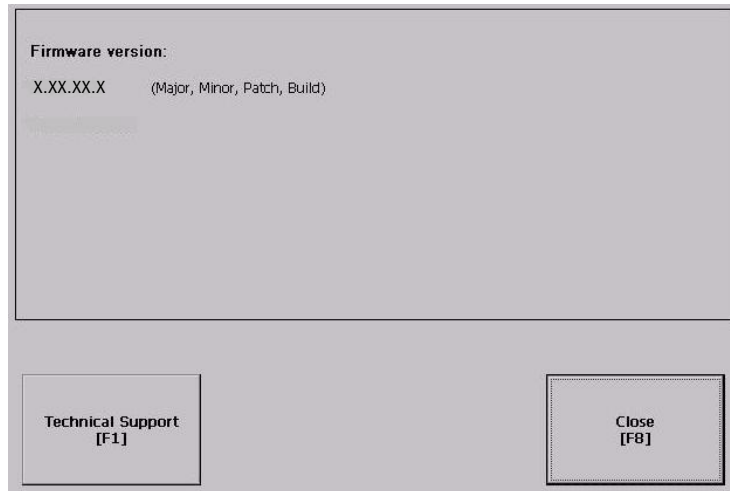 Firmware version:
X.XX.XX.X (Major, Minor, Patch, Build)
Technical Support
[F1]
Close
[F8]